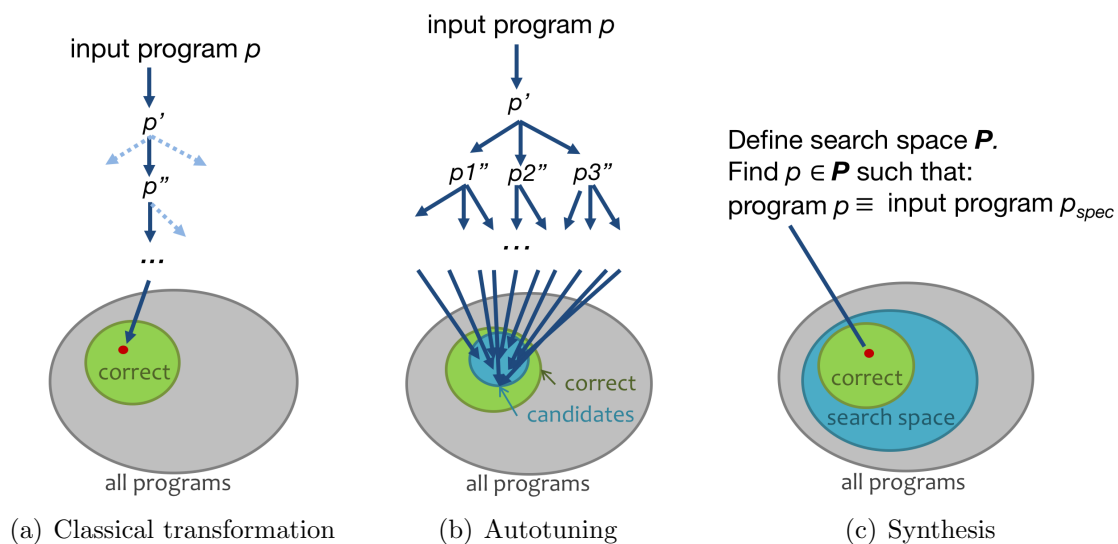 input program p
p'
p"
...
correct
all programs
(a) Classical transformation
input program p
p'
p1" p2" p3"
...
correct
candidates
all programs
(b) Autotuning
Define search space P.
Find p ∈ P such that:
program p ≡ input program pspec
correct
search space
all programs
(c) Synthesis